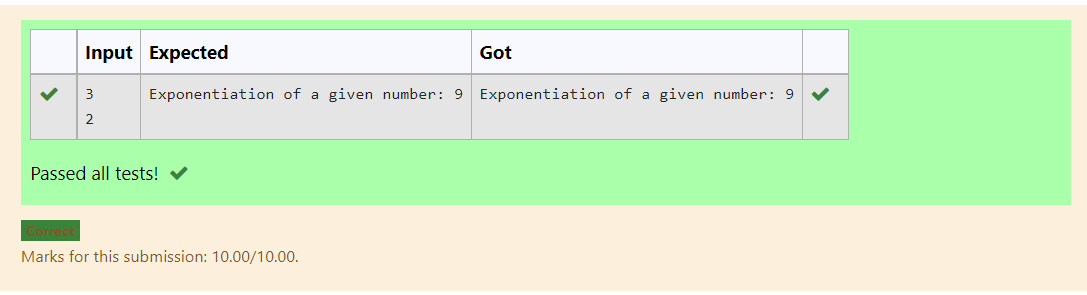 Input Expected Got
3 Exponentiation of a given number: 9 Exponentiation of a given number: 9
2
Passed all tests!
Correct
Marks for this submission: 10.00/10.00.